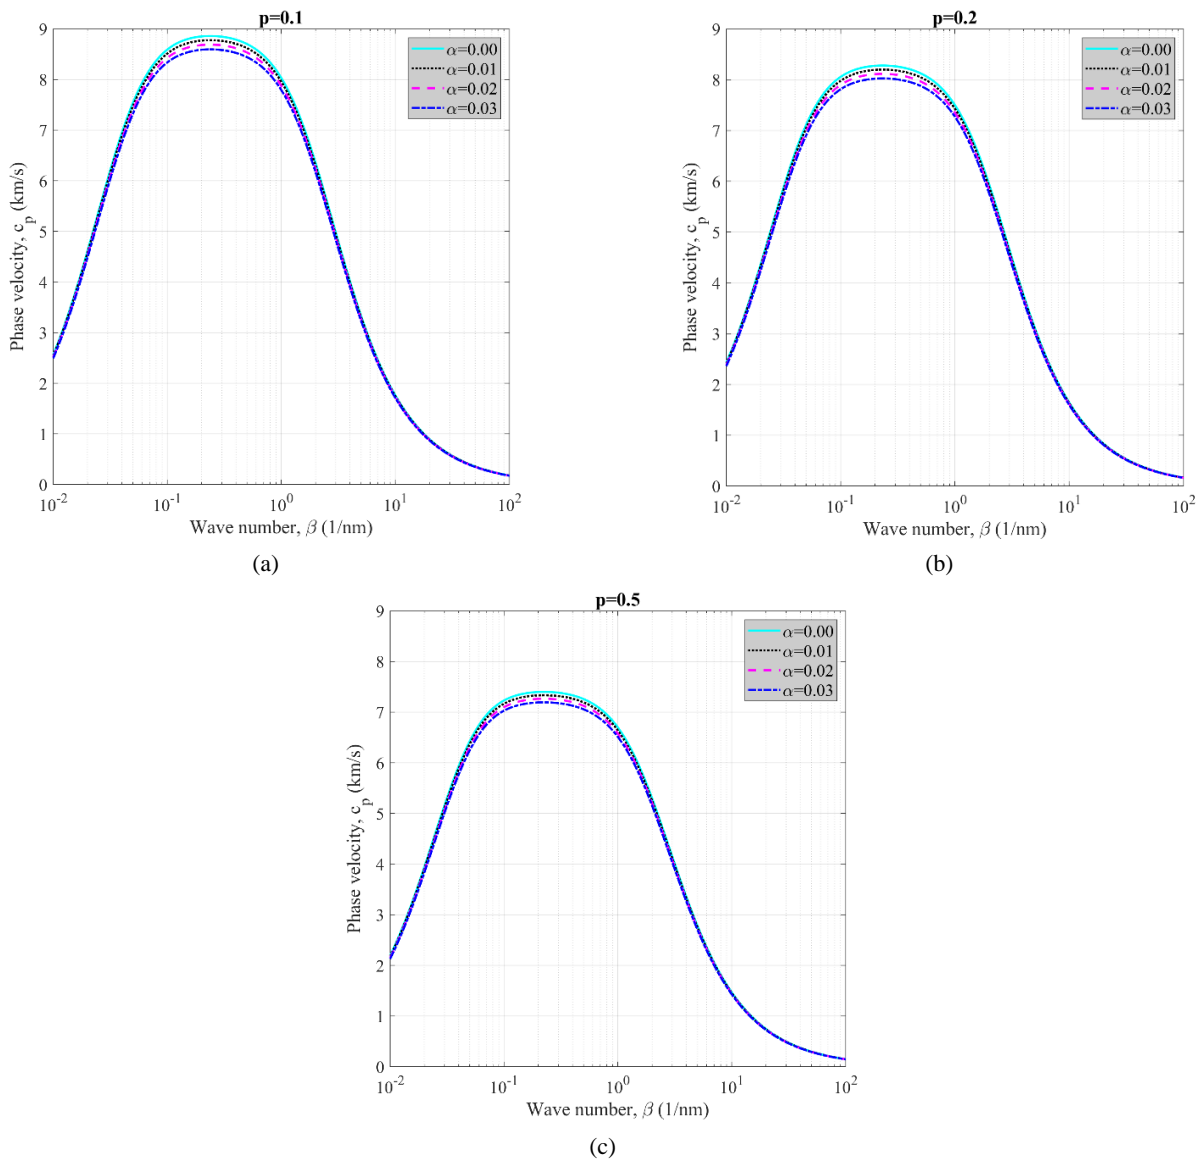 p=0.1
9
8
7
6
5
4
3
2
1
0
Phase velocity, c_p (km/s)
α=0.00
α=0.01
α=0.02
α=0.03
10^-2 10^-1 10^0 10^1 10^2
Wave number, β (1/nm)
(a)
p=0.2
9
8
7
6
5
4
3
2
1
0
Phase velocity, c_p (km/s)
α=0.00
α=0.01
α=0.02
α=0.03
10^-2 10^-1 10^0 10^1 10^2
Wave number, β (1/nm)
(b)
p=0.5
9
8
7
6
5
4
3
2
1
0
Phase velocity, c_p (km/s)
α=0.00
α=0.01
α=0.02
α=0.03
10^-2 10^-1 10^0 10^1 10^2
Wave number, β (1/nm)
(c)